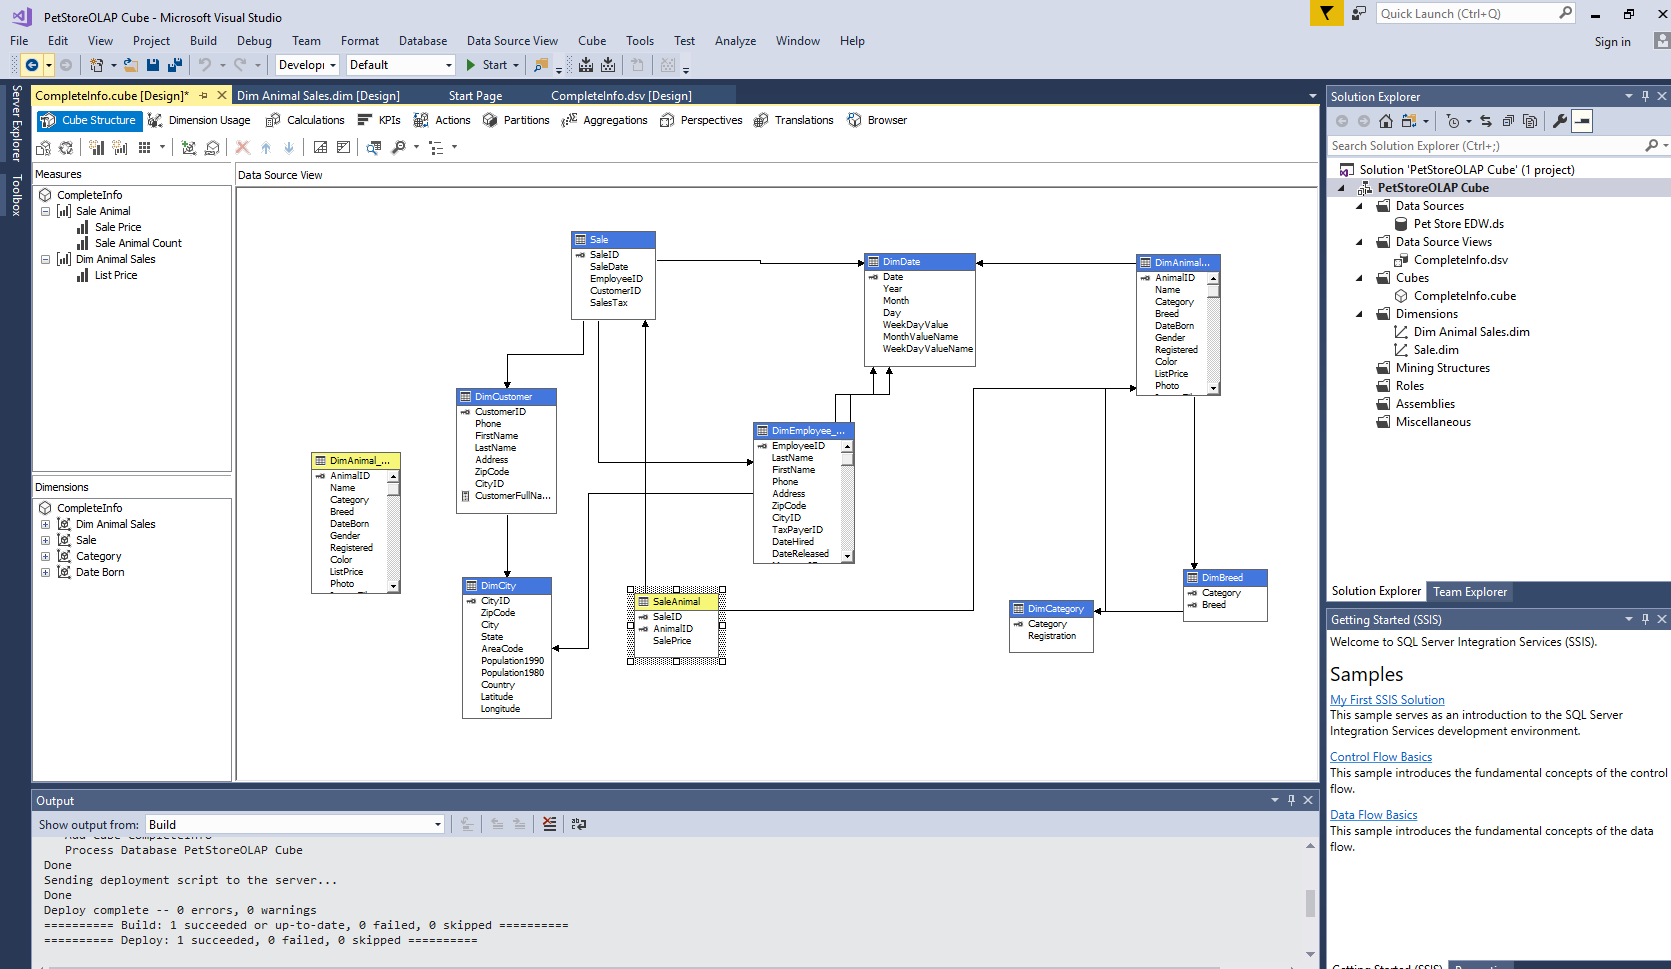 PetStoreOLAP Cube - Microsoft Visual Studio
Quick Launch (Ctrl+Q)
File Edit View Project Build Debug Team Format Database Data Source View Cube Tools Test Analyze Window Help
Sign in
Developi Default Start
Server Explorer
Toolbox
CompleteInfo.cube [Design]* Dim Animal Sales.dim [Design] Start Page CompleteInfo.dsv [Design]
Cube Structure Dimension Usage Calculations KPIs Actions Partitions Aggregations Perspectives Translations Browser
Measures
CompleteInfo
Sale Animal
Sale Price
Sale Animal Count
Dim Animal Sales
List Price
Dimensions
CompleteInfo
Dim Animal Sales
Sale
Category
Date Born
Data Source View
Sale
SaleID
SaleDate
EmployeeID
CustomerID
SalesTax
DimDate
Date
Year
Month
Day
WeekDayValue
MonthValueName
WeekDayValueName
DimAnimal...
AnimalID
Name
Category
Breed
DateBorn
Gender
Registered
Color
ListPrice
Photo
DimCustomer
CustomerID
Phone
FirstName
LastName
Address
ZipCode
CityID
CustomerFullNa...
DimEmployee_...
EmployeeID
LastName
FirstName
Phone
Address
ZipCode
CityID
TaxPayerID
DateHired
DateReleased
DimAnimal_...
AnimalID
Name
Category
Breed
DateBorn
Gender
Registered
Color
ListPrice
Photo
DimCity
CityID
ZipCode
City
State
AreaCode
Population1990
Population1980
Country
Latitude
Longitude
SaleAnimal
SaleID
AnimalID
SalePrice
DimCategory
Category
Registration
DimBreed
Category
Breed
Output
Show output from: Build
Add Cube CompleteInfo
Process Database PetStoreOLAP Cube
Done
Sending deployment script to the server...
Done
Deploy complete -- 0 errors, 0 warnings
========== Build: 1 succeeded or up-to-date, 0 failed, 0 skipped ==========
========== Deploy: 1 succeeded, 0 failed, 0 skipped ==========
Solution Explorer
Search Solution Explorer (Ctrl+;)
Solution 'PetStoreOLAP Cube' (1 project)
PetStoreOLAP Cube
Data Sources
Pet Store EDW.ds
Data Source Views
CompleteInfo.dsv
Cubes
CompleteInfo.cube
Dimensions
Dim Animal Sales.dim
Sale.dim
Mining Structures
Roles
Assemblies
Miscellaneous
Solution Explorer Team Explorer
Getting Started (SSIS)
Welcome to SQL Server Integration Services (SSIS).
Samples
My First SSIS Solution
This sample serves as an introduction to the SQL Server
Integration Services development environment.
Control Flow Basics
This sample introduces the fundamental concepts of the control
flow.
Data Flow Basics
This sample introduces the fundamental concepts of the data
flow.
Getting Started (SSIS)